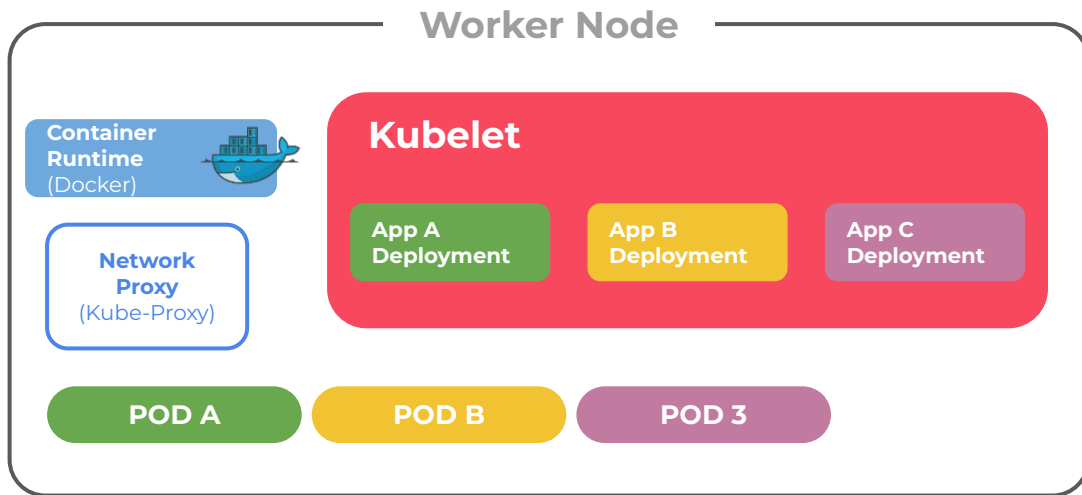 Worker Node
Container
Runtime
(Docker)
Kubelet
App A
Deployment
App B
Deployment
App C
Deployment
Network
Proxy
(Kube-Proxy)
POD A
POD B
POD 3